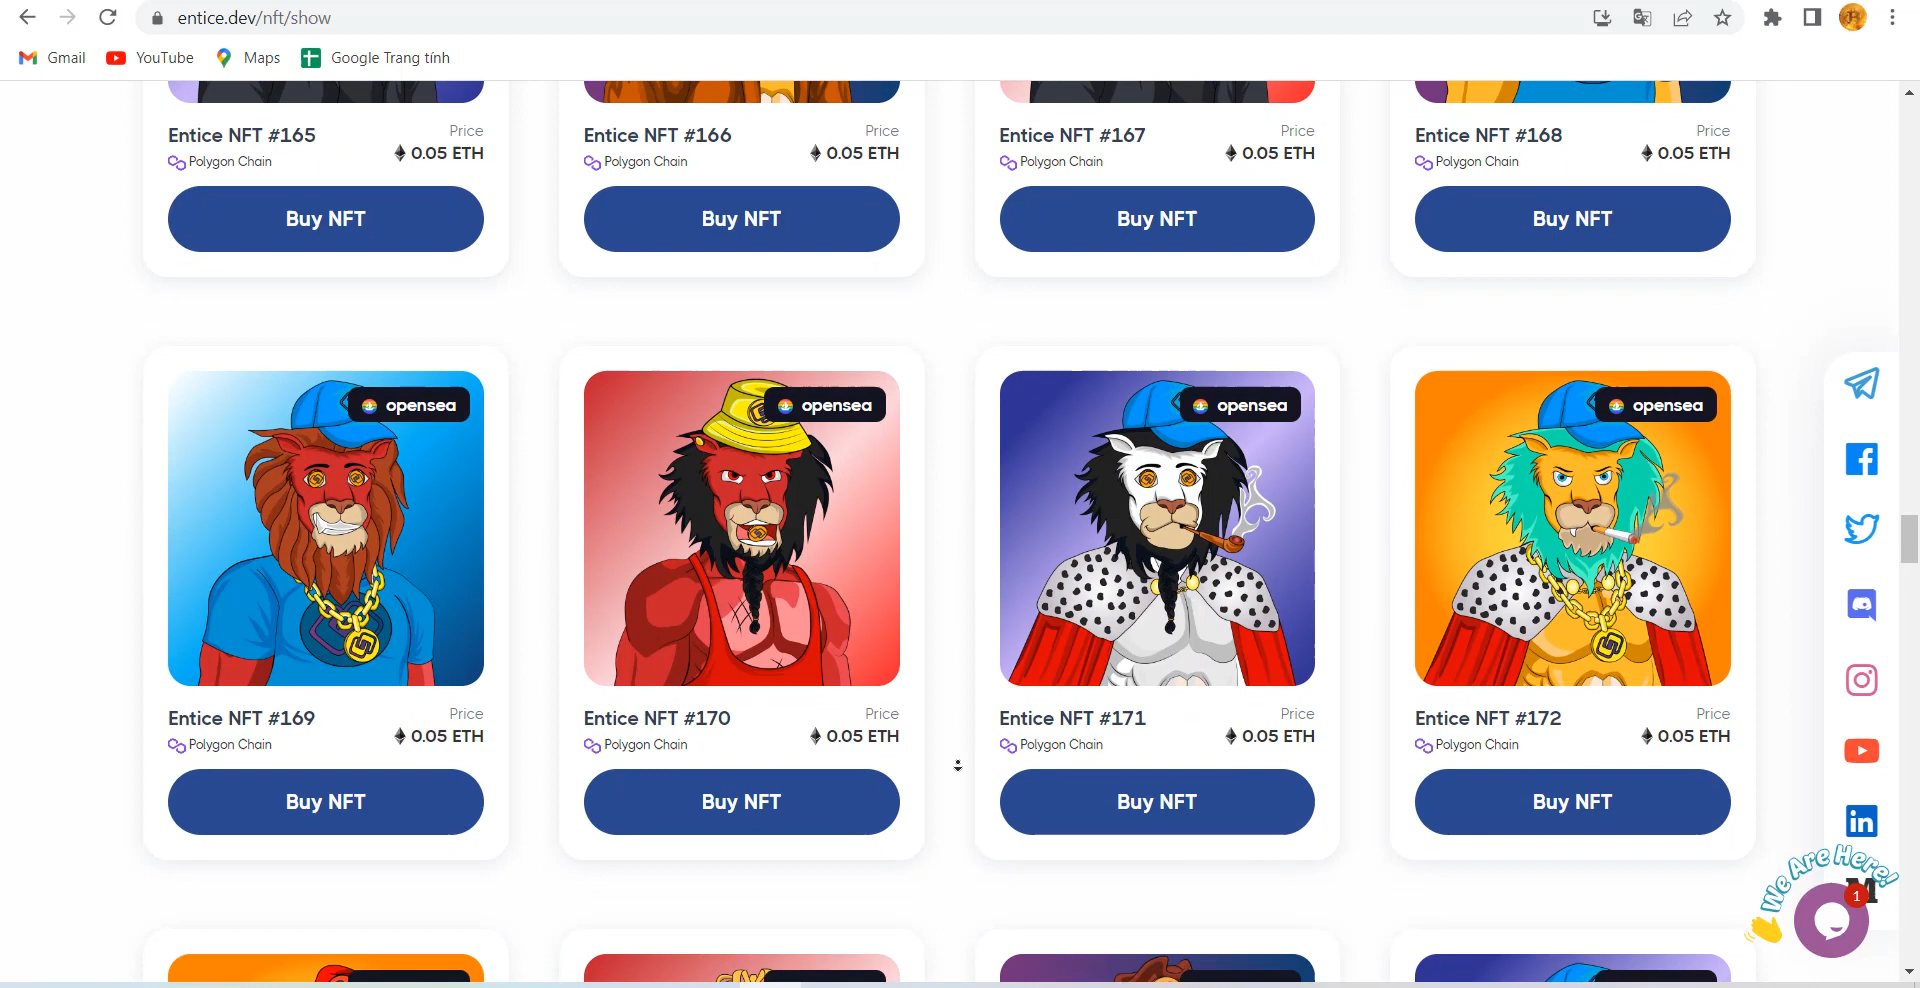 entice.dev/nft/show
Gmail YouTube Maps Google Trang tính
Entice NFT #165 Price
Polygon Chain 0.05 ETH
Buy NFT
Entice NFT #166 Price
Polygon Chain 0.05 ETH
Buy NFT
Entice NFT #167 Price
Polygon Chain 0.05 ETH
Buy NFT
Entice NFT #168 Price
Polygon Chain 0.05 ETH
Buy NFT
opensea
Entice NFT #169 Price
Polygon Chain 0.05 ETH
Buy NFT
opensea
Entice NFT #170 Price
Polygon Chain 0.05 ETH
Buy NFT
opensea
Entice NFT #171 Price
Polygon Chain 0.05 ETH
Buy NFT
opensea
Entice NFT #172 Price
Polygon Chain 0.05 ETH
Buy NFT
in
We Are Here!
1